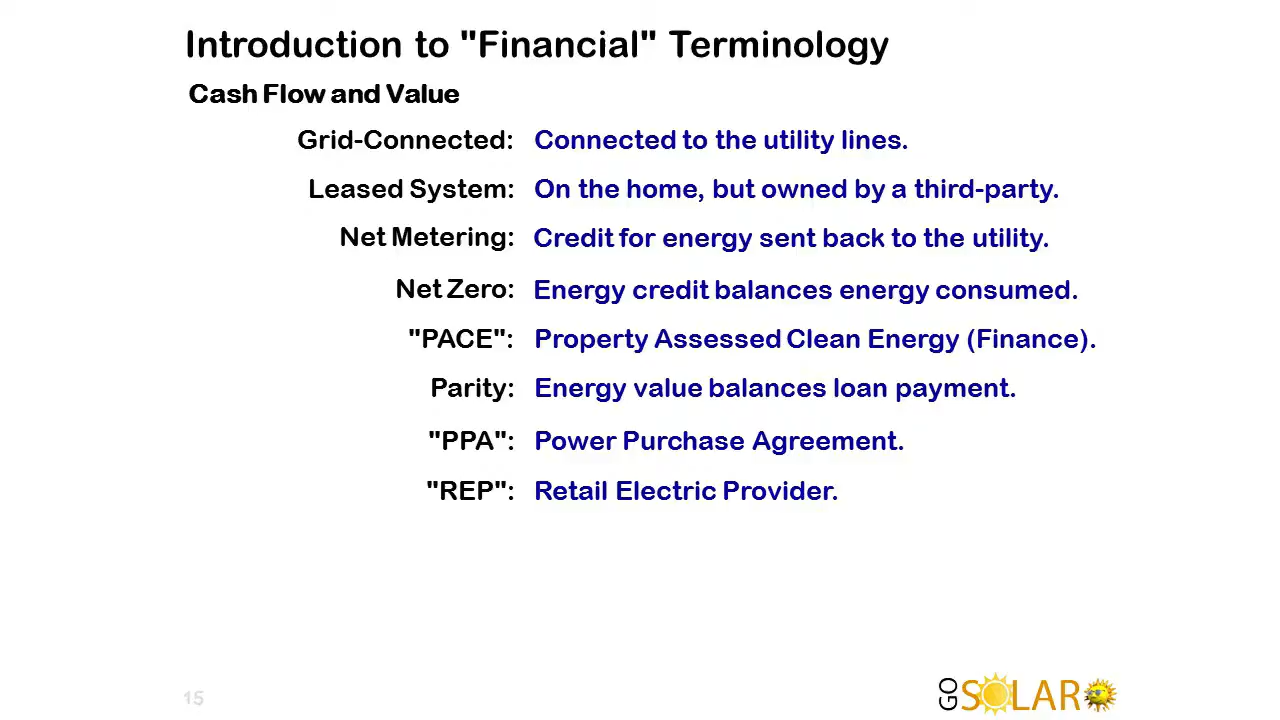 Introduction to "Financial" Terminology
Cash Flow and Value
Grid-Connected: Connected to the utility lines.
Leased System: On the home, but owned by a third-party.
Net Metering: Credit for energy sent back to the utility.
Net Zero: Energy credit balances energy consumed.
"PACE": Property Assessed Clean Energy (Finance).
Parity: Energy value balances loan payment.
"PPA": Power Purchase Agreement.
"REP": Retail Electric Provider.
15
GO SOLAR